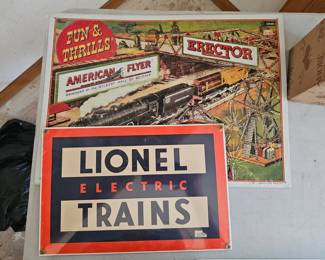 FUN &
THRILLS
ERECTOR
AMERICAN FLYER
LIONEL
ELECTRIC
TRAINS